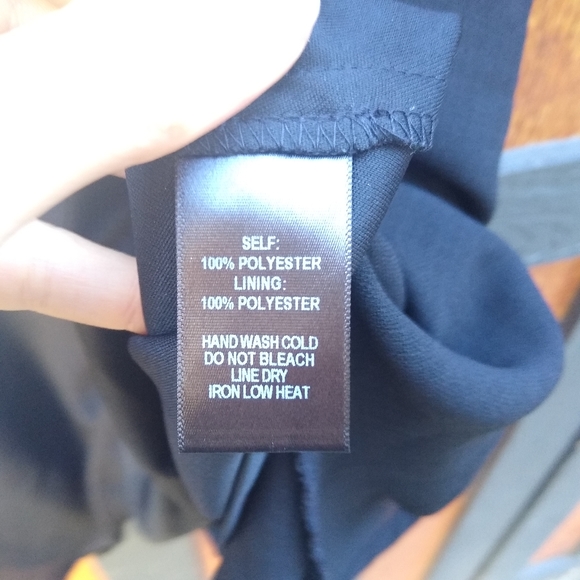 SELF:
100% POLYESTER
LINING:
100% POLYESTER
HAND WASH COLD
DO NOT BLEACH
LINE DRY
IRON LOW HEAT